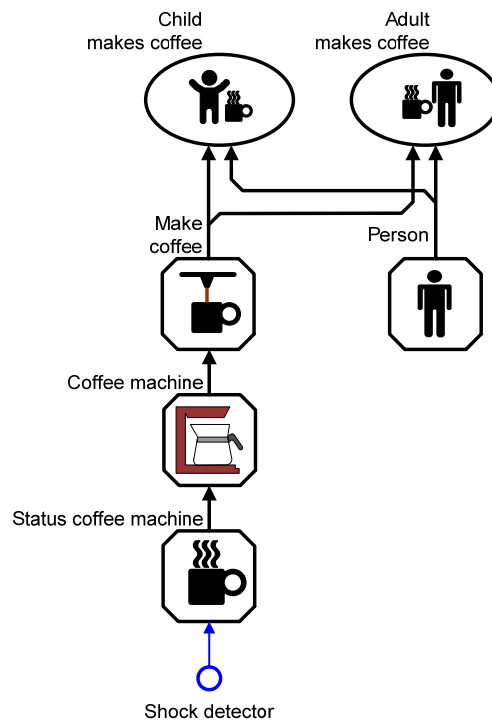 Child
makes coffee
Adult
makes coffee
Make
coffee
Person
Coffee machine
Status coffee machine
Shock detector